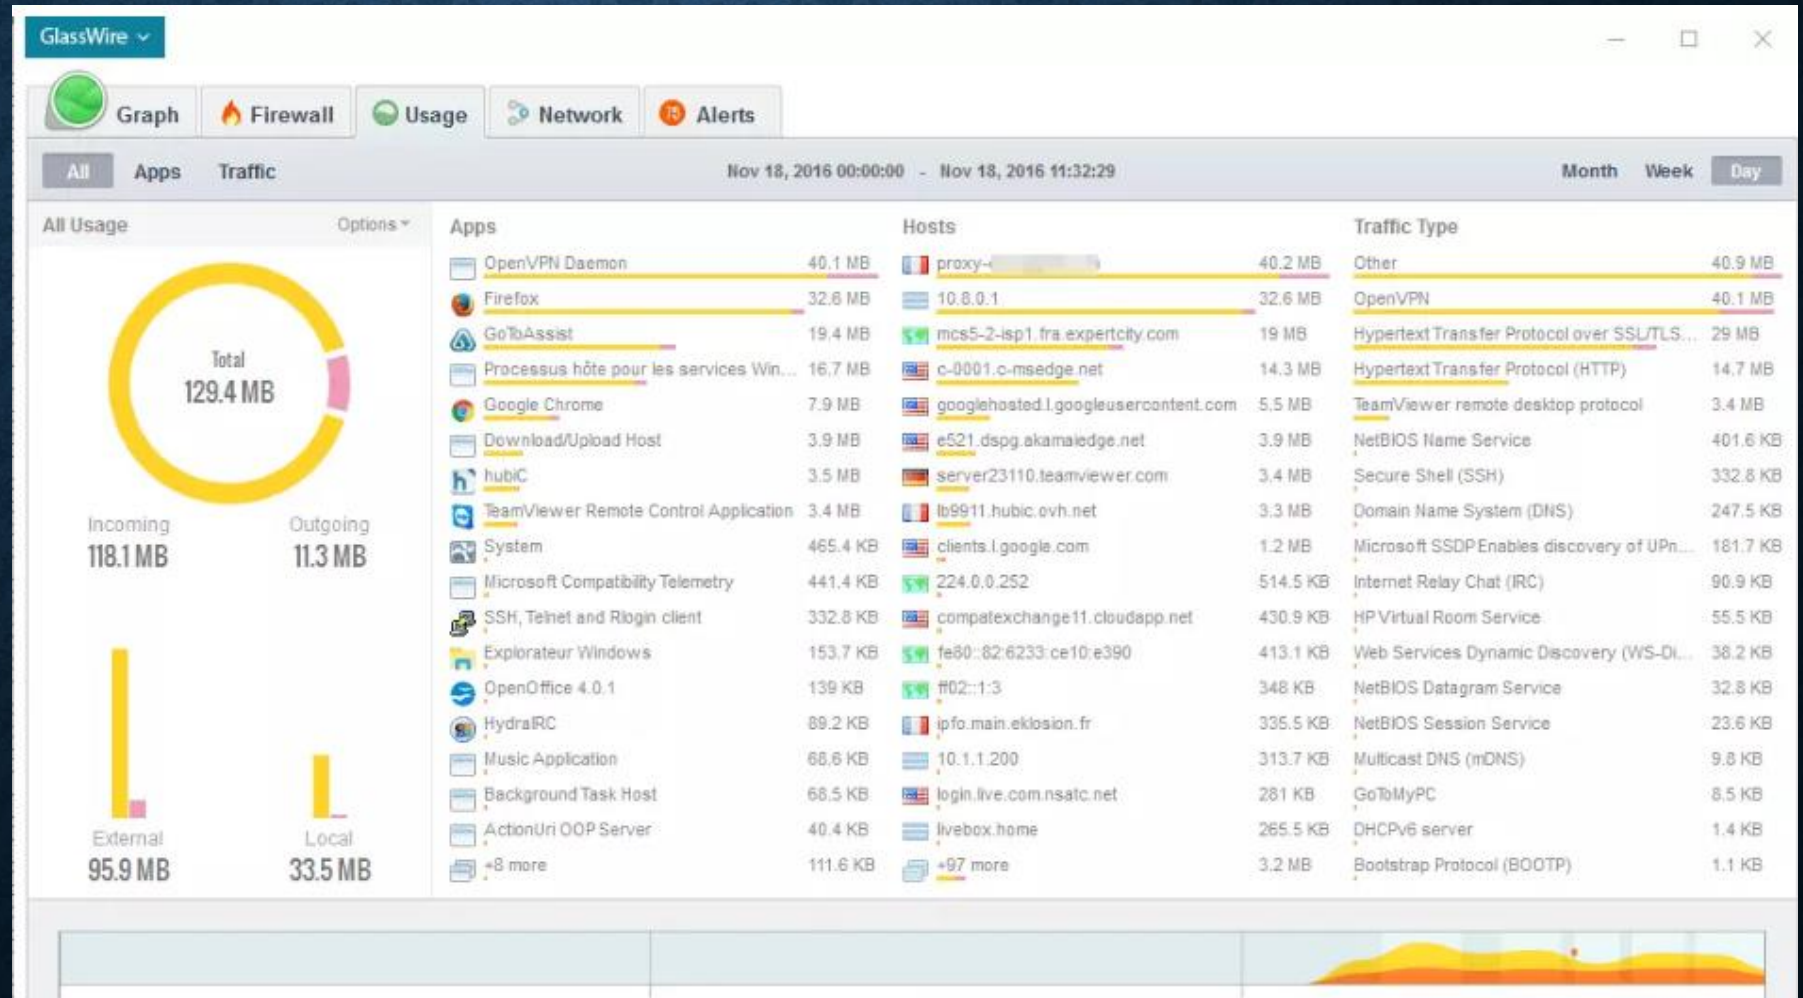 GlassWire
Graph Firewall Usage Network 75 Alerts
All Apps Traffic Nov 18, 2016 00:00:00 - Nov 18, 2016 11:32:29 Month Week Day
All Usage Options
Total
129.4 MB
Incoming Outgoing
118.1 MB 11.3 MB
External Local
95.9 MB 33.5 MB
Apps Hosts Traffic Type
OpenVPN Daemon 40.1 MB proxy- 40.2 MB Other 40.9 MB
Firefox 32.6 MB 10.8.0.1 32.6 MB OpenVPN 40.1 MB
GoToAssist 19.4 MB mcs5-2-isp1.fra.expertcity.com 19 MB Hypertext Transfer Protocol over SSL/TLS... 29 MB
Processus hôte pour les services Win... 16.7 MB c-0001.c-msedge.net 14.3 MB Hypertext Transfer Protocol (HTTP) 14.7 MB
Google Chrome 7.9 MB googlehosted.l.googleusercontent.com 5.5 MB TeamViewer remote desktop protocol 3.4 MB
Download/Upload Host 3.9 MB e521.dspg.akamaiedge.net 3.9 MB NetBIOS Name Service 401.6 KB
hubiC 3.5 MB server23110.teamviewer.com 3.4 MB Secure Shell (SSH) 332.8 KB
TeamViewer Remote Control Application 3.4 MB lb9911.hubic.ovh.net 3.3 MB Domain Name System (DNS) 247.5 KB
System 465.4 KB clients.l.google.com 1.2 MB Microsoft SSDP Enables discovery of UPn... 181.7 KB
Microsoft Compatibility Telemetry 441.4 KB 224.0.0.252 514.5 KB Internet Relay Chat (IRC) 90.9 KB
SSH, Telnet and Rlogin client 332.8 KB compatexchange11.cloudapp.net 430.9 KB HP Virtual Room Service 55.5 KB
Explorateur Windows 153.7 KB fe80::82:6233:ce10:e390 413.1 KB Web Services Dynamic Discovery (WS-Di... 38.2 KB
OpenOffice 4.0.1 139 KB ff02::1:3 348 KB NetBIOS Datagram Service 32.8 KB
HydraIRC 89.2 KB ipfo.main.eklosion.fr 335.5 KB NetBIOS Session Service 23.6 KB
Music Application 68.6 KB 10.1.1.200 313.7 KB Multicast DNS (mDNS) 9.8 KB
Background Task Host 68.5 KB login.live.com.nsatc.net 281 KB GoToMyPC 8.5 KB
ActionUri OOP Server 40.4 KB livebox.home 265.5 KB DHCPv6 server 1.4 KB
+8 more 111.6 KB +97 more 3.2 MB Bootstrap Protocol (BOOTP) 1.1 KB